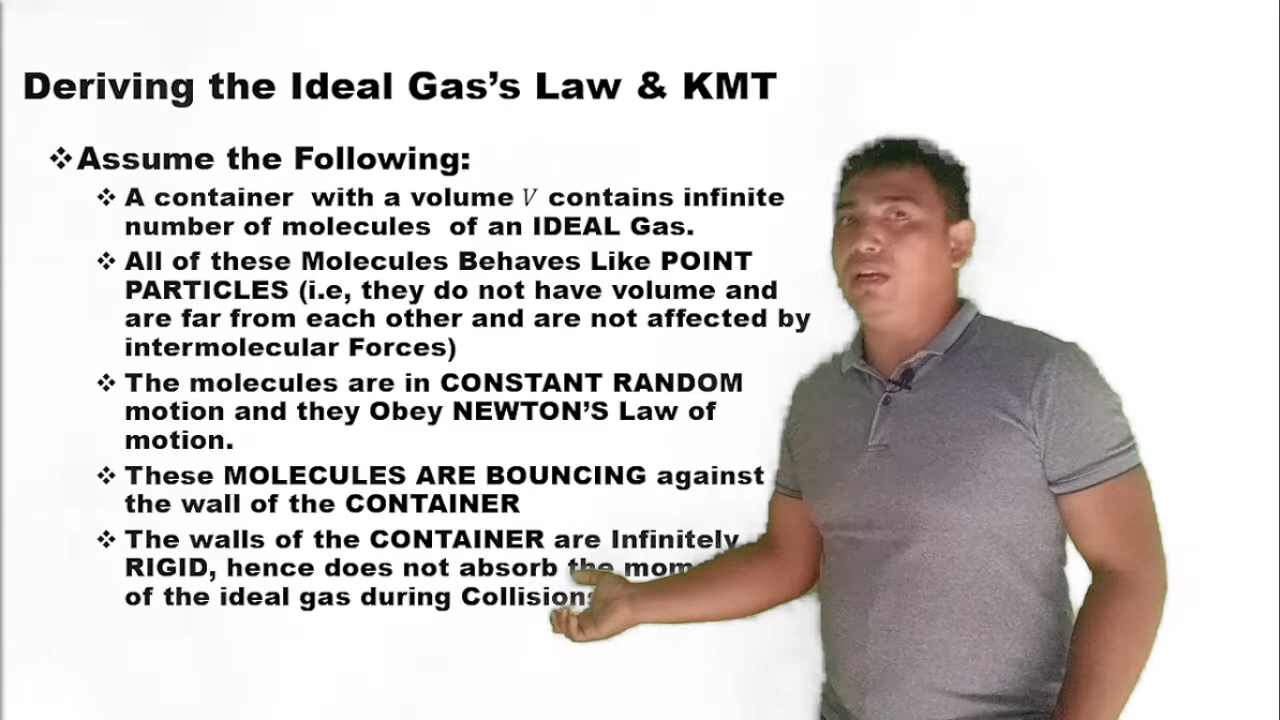 Deriving the Ideal Gas’s Law & KMT
❖Assume the Following:
❖ A container with a volume V contains infinite
number of molecules of an IDEAL Gas.
❖ All of these Molecules Behaves Like POINT
PARTICLES (i.e, they do not have volume and
are far from each other and are not affected by
intermolecular Forces)
❖ The molecules are in CONSTANT RANDOM
motion and they Obey NEWTON’S Law of
motion.
❖ These MOLECULES ARE BOUNCING against
the wall of the CONTAINER
❖ The walls of the CONTAINER are Infinitely
RIGID, hence does not absorb the
of the ideal gas during Collisions